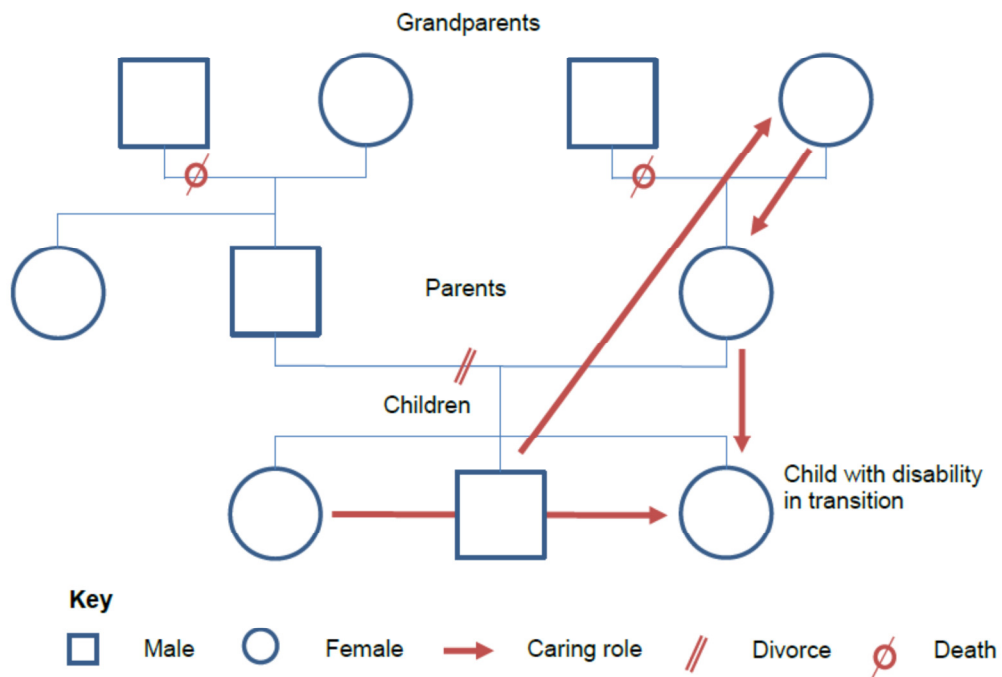 Grandparents
Parents
Children
Child with disability
in transition
Key
Male Female Caring role Divorce Death